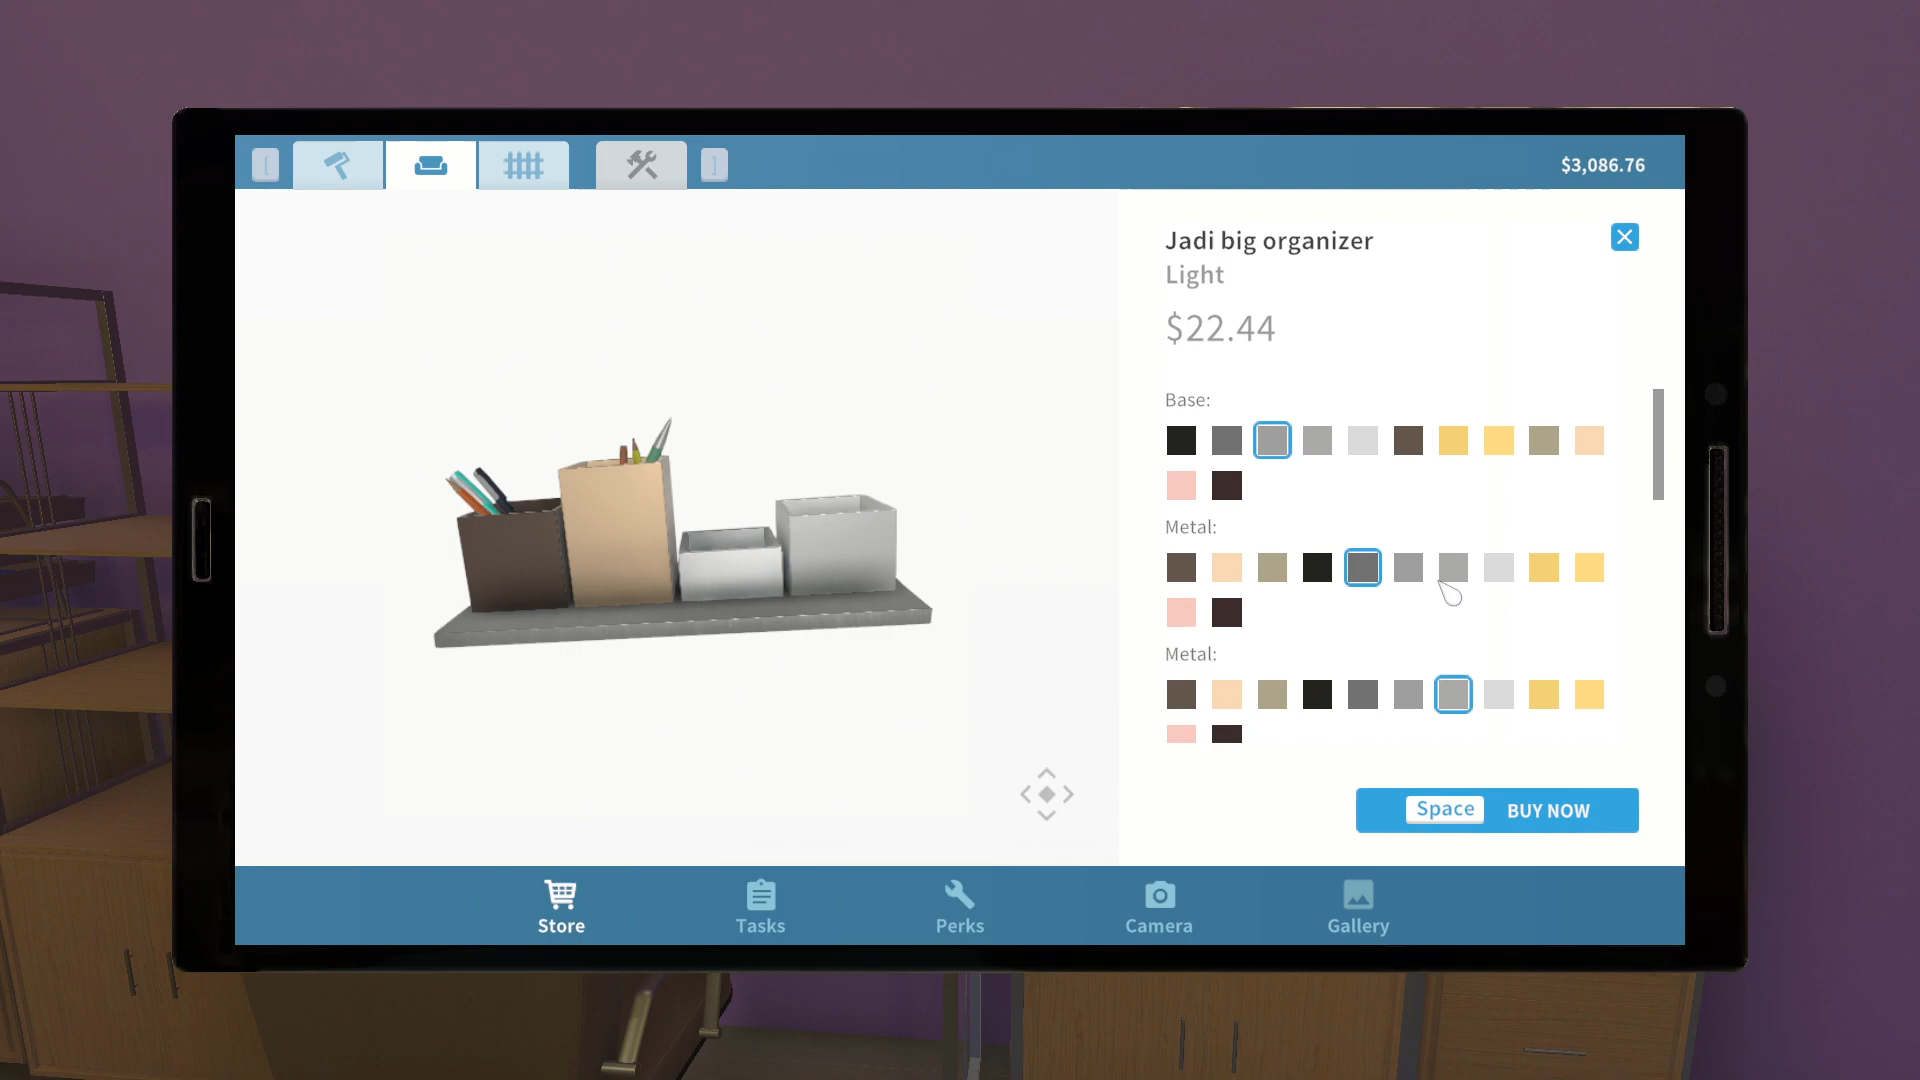 [
]
$3,086.76
Jadi big organizer
Light
$22.44
Base:
Metal:
Metal:
Space BUY NOW
Store
Tasks
Perks
Camera
Gallery